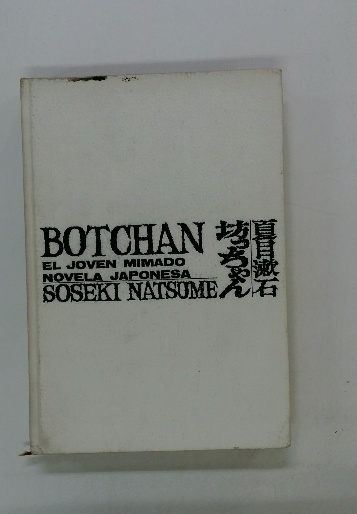 BOTCHAN
EL JOVEN MIMADO
NOVELA JAPONESA
SOSEKI NATSUME
坊っちゃん
夏目漱石